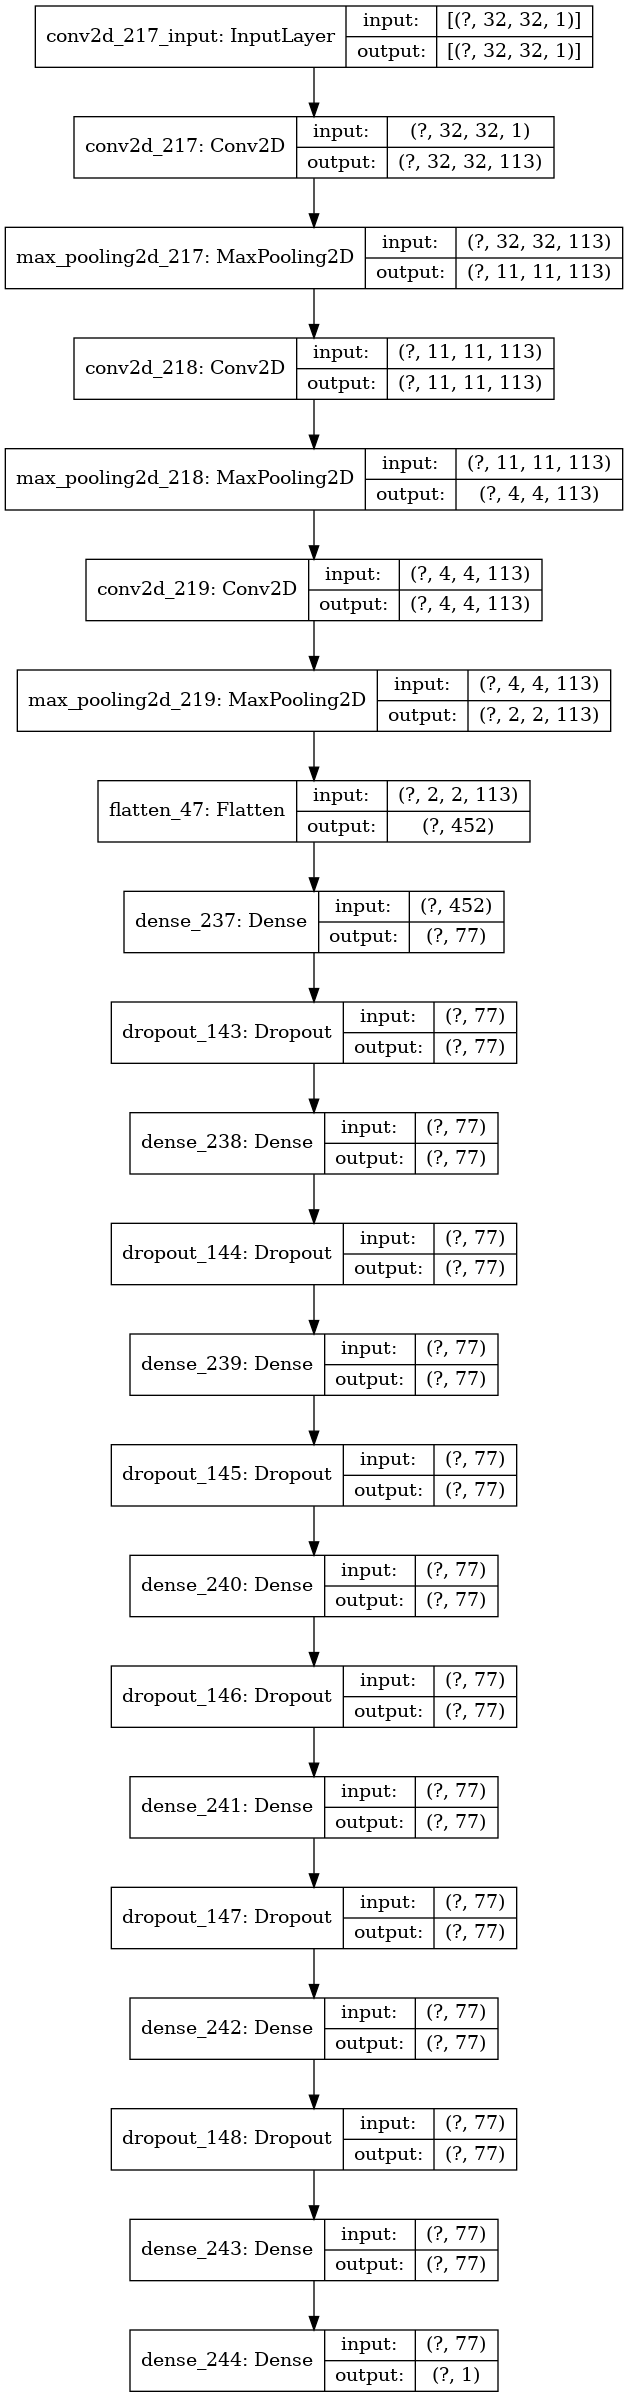 conv2d_217_input: InputLayer
input: [(?, 32, 32, 1)]
output: [(?, 32, 32, 1)]
conv2d_217: Conv2D
input: (?, 32, 32, 1)
output: (?, 32, 32, 113)
max_pooling2d_217: MaxPooling2D
input: (?, 32, 32, 113)
output: (?, 11, 11, 113)
conv2d_218: Conv2D
input: (?, 11, 11, 113)
output: (?, 11, 11, 113)
max_pooling2d_218: MaxPooling2D
input: (?, 11, 11, 113)
output: (?, 4, 4, 113)
conv2d_219: Conv2D
input: (?, 4, 4, 113)
output: (?, 4, 4, 113)
max_pooling2d_219: MaxPooling2D
input: (?, 4, 4, 113)
output: (?, 2, 2, 113)
flatten_47: Flatten
input: (?, 2, 2, 113)
output: (?, 452)
dense_237: Dense
input: (?, 452)
output: (?, 77)
dropout_143: Dropout
input: (?, 77)
output: (?, 77)
dense_238: Dense
input: (?, 77)
output: (?, 77)
dropout_144: Dropout
input: (?, 77)
output: (?, 77)
dense_239: Dense
input: (?, 77)
output: (?, 77)
dropout_145: Dropout
input: (?, 77)
output: (?, 77)
dense_240: Dense
input: (?, 77)
output: (?, 77)
dropout_146: Dropout
input: (?, 77)
output: (?, 77)
dense_241: Dense
input: (?, 77)
output: (?, 77)
dropout_147: Dropout
input: (?, 77)
output: (?, 77)
dense_242: Dense
input: (?, 77)
output: (?, 77)
dropout_148: Dropout
input: (?, 77)
output: (?, 77)
dense_243: Dense
input: (?, 77)
output: (?, 77)
dense_244: Dense
input: (?, 77)
output: (?, 1)